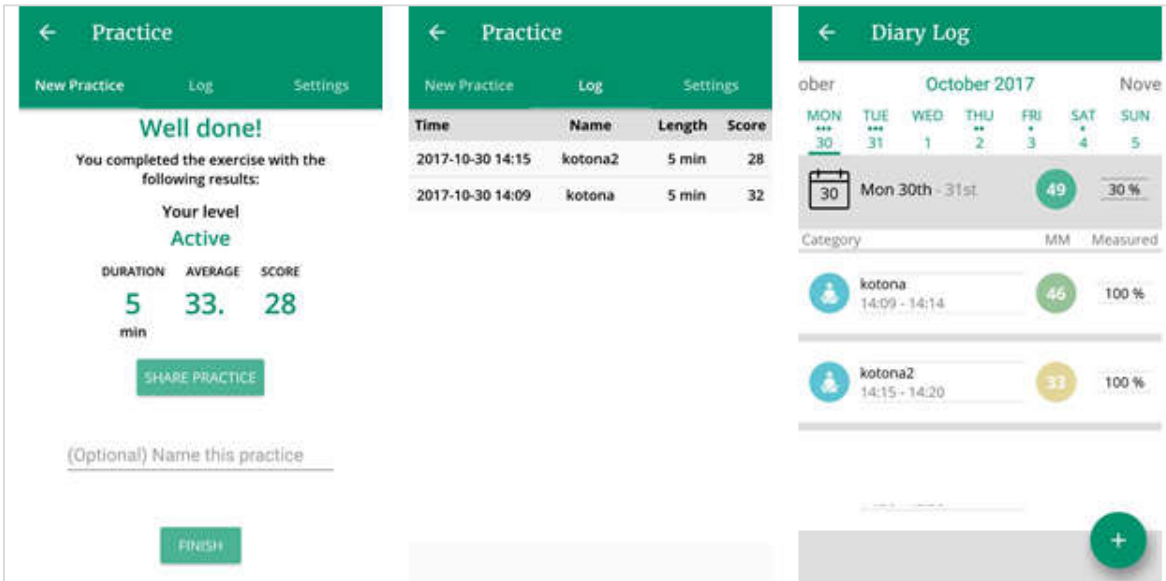 Practice
New Practice Log Settings
Well done!
You completed the exercise with the
following results:
Your level
Active
DURATION AVERAGE SCORE
5 33. 28
min
SHARE PRACTICE
(Optional) Name this practice
FINISH
Practice
New Practice Log Settings
Time Name Length Score
2017-10-30 14:15 kotona2 5 min 28
2017-10-30 14:09 kotona 5 min 32
Diary Log
ober October 2017 Nove
MON TUE WED THU FRI SAT SUN
30 31 1 2 3 4 5
30 Mon 30th - 31st 49 30 %
Category MM Measured
kotona
14:09 - 14:14
46 100 %
kotona2
14:15 - 14:20
33 100 %
+